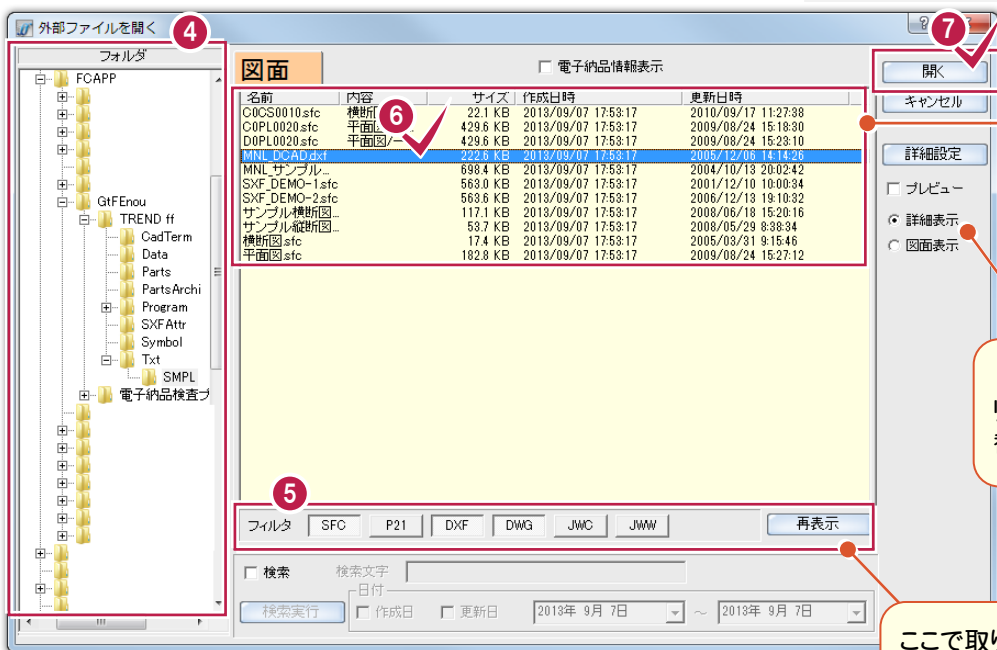 外部ファイルを開く
4
フォルダ
FCAPP
GtFEnou
TREND ff
CadTerm
Data
Parts
PartsArchi
Program
SXFAttr
Symbol
Txt
SMPL
電子納品検査プ
図面
電子納品情報表示
名前 内容 サイズ 作成日時 更新日時
C0CS0010.sfc 横断 22.1 KB 2013/09/07 17:53:17 2010/09/17 11:27:38
C0PL0020.sfc 平面 429.6 KB 2013/09/07 17:53:17 2009/08/24 15:18:30
D0PL0020.sfc 平面図/一 429.6 KB 2013/09/07 17:53:17 2009/08/24 15:23:10
MNL_DCAD.dxf 222.6 KB 2013/09/07 17:53:17 2005/12/06 14:14:26
MNL_サンプル... 698.4 KB 2013/09/07 17:53:17 2004/10/13 20:02:42
SXF_DEMO-1.sfc 563.0 KB 2013/09/07 17:53:17 2001/12/10 10:00:34
SXF_DEMO-2.sfc 563.6 KB 2013/09/07 17:53:17 2006/12/13 19:10:32
サンプル横断図... 117.1 KB 2013/09/07 17:53:17 2008/06/18 15:20:16
サンプル縦断図... 53.7 KB 2013/09/07 17:53:17 2008/05/29 8:38:34
横断図.sfc 17.4 KB 2013/09/07 17:53:17 2005/03/31 9:15:46
平面図.sfc 182.8 KB 2013/09/07 17:53:17 2009/08/24 15:27:12
6
7
開く
キャンセル
詳細設定
プレビュー
詳細表示
図面表示
5
フィルタ SFC P21 DXF DWG JWC JWW 再表示
検索 検索文字
日付
検索実行 作成日 更新日 2013年 9月 7日 ～ 2013年 9月 7日
ここで取り